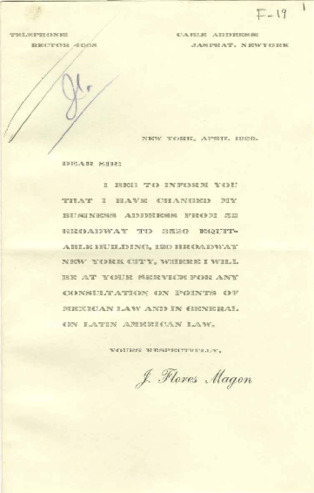 F-19
TELEPHONE: CABLE ADDRESS:
RECTOR 4068 JASPRAT, NEWYORK
NEW YORK, APRIL 1926.
DEAR SIR:
I BEG TO INFORM YOU
THAT I HAVE CHANGED MY
BUSINESS ADDRESS FROM 52
BROADWAY TO 3520 EQUIT-
ABLE BUILDING, 120 BROADWAY
NEW YORK CITY, WHERE I WILL
BE AT YOUR SERVICE FOR ANY
CONSULTATION ON POINTS OF
MEXICAN LAW AND IN GENERAL
ON LATIN AMERICAN LAW.
YOURS RESPECTFULLY,
J. Flores Magon